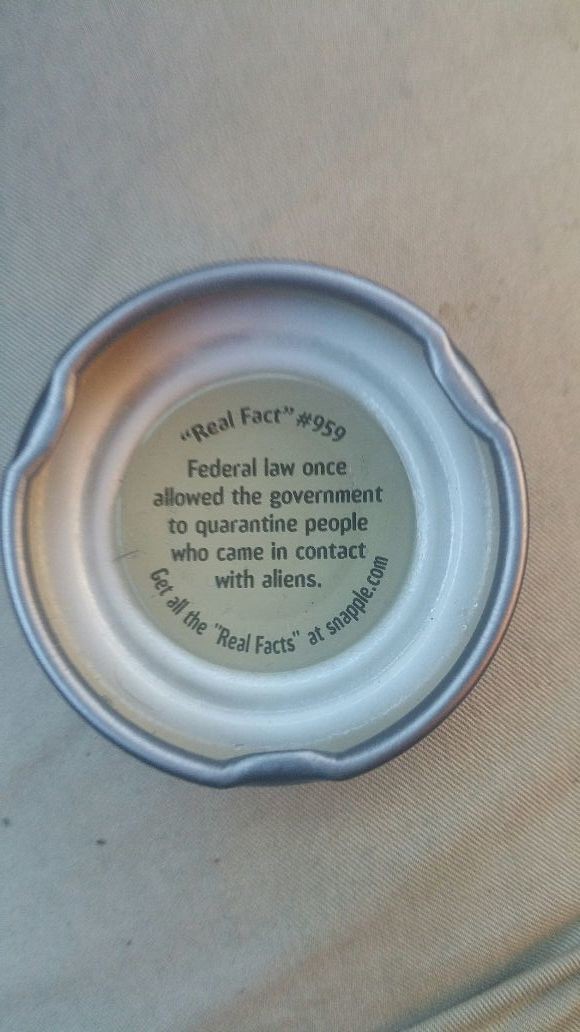 “Real Fact” #959
Federal law once
allowed the government
to quarantine people
who came in contact
with aliens.
Get all the "Real Facts" at snapple.com